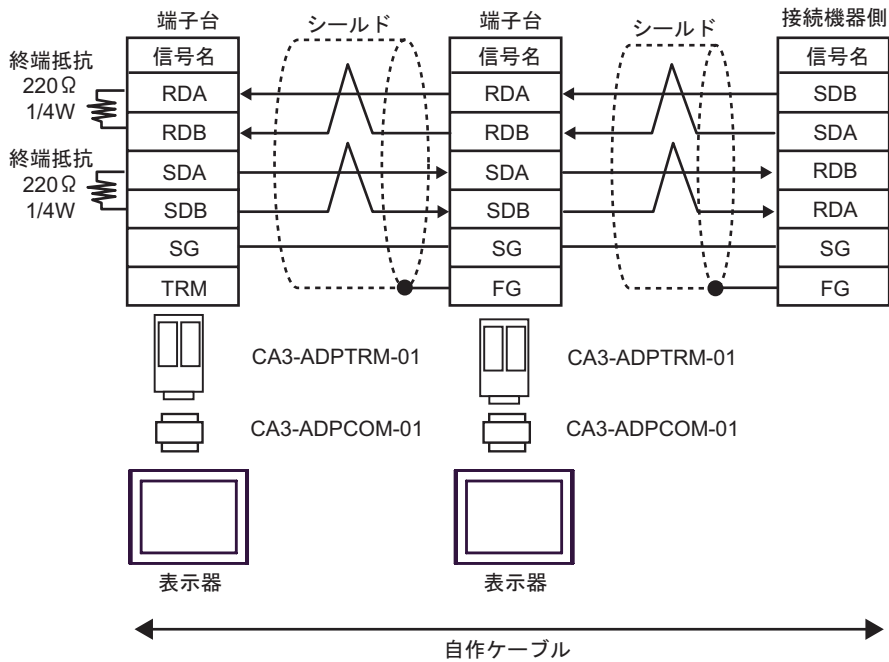 端子台
シールド
端子台
シールド
接続機器側
信号名
信号名
信号名
終端抵抗
220Ω
1/4W
RDA
RDA
SDB
RDB
RDB
SDA
終端抵抗
220Ω
1/4W
SDA
SDA
RDB
SDB
SDB
RDA
SG
SG
SG
TRM
FG
FG
CA3-ADPTRM-01
CA3-ADPTRM-01
CA3-ADPCOM-01
CA3-ADPCOM-01
表示器
表示器
自作ケーブル